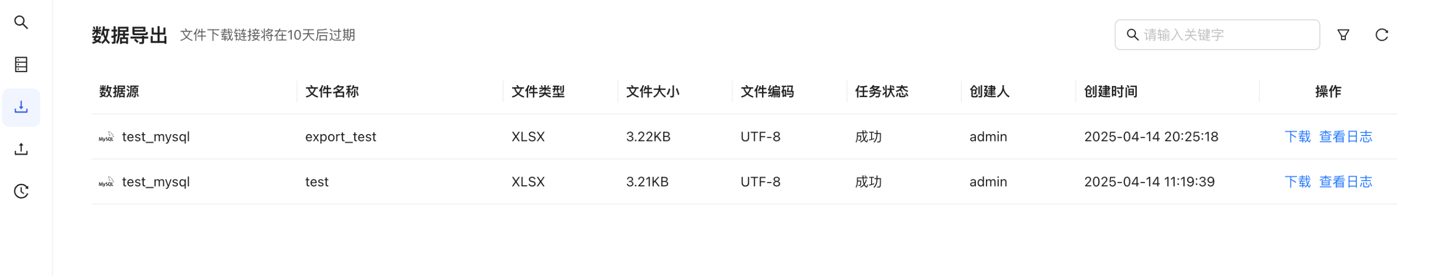 数据导出 文件下载链接将在10天后过期 请输入关键字
数据源 文件名称 文件类型 文件大小 文件编码 任务状态 创建人 创建时间 操作
MySQL test_mysql export_test XLSX 3.22KB UTF-8 成功 admin 2025-04-14 20:25:18 下载 查看日志
MySQL test_mysql test XLSX 3.21KB UTF-8 成功 admin 2025-04-14 11:19:39 下载 查看日志